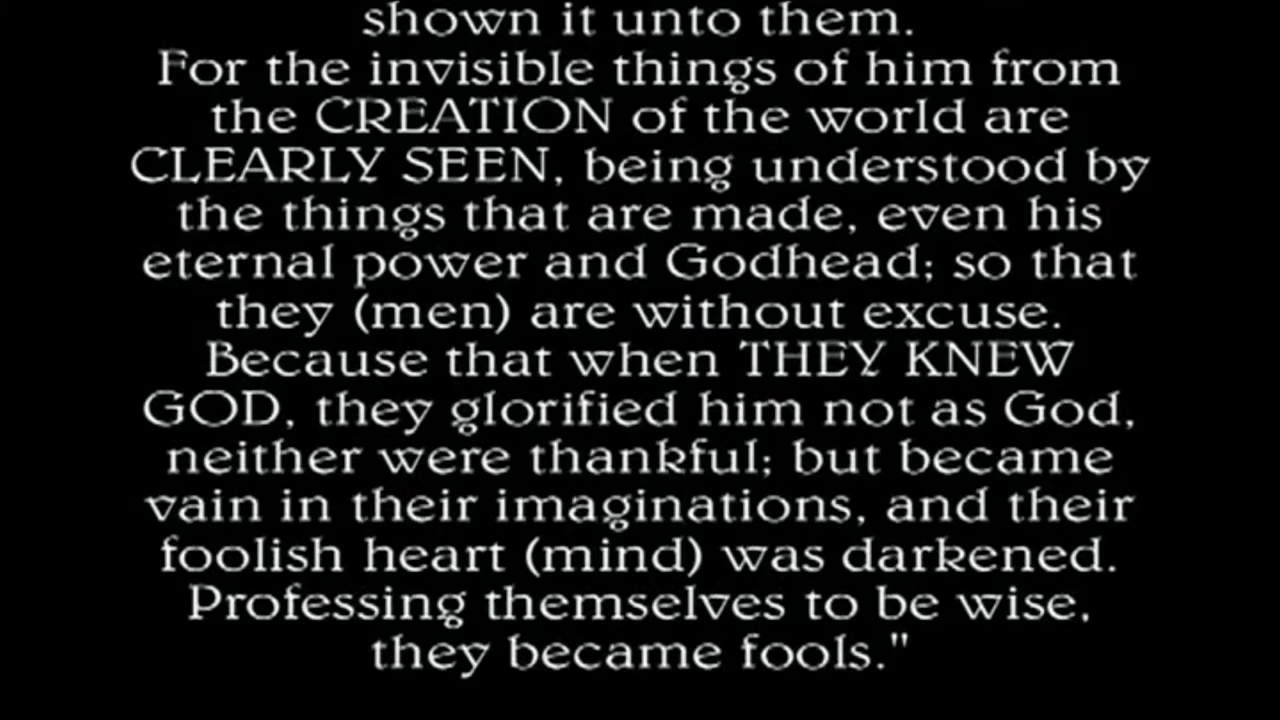 shown it unto them.
For the invisible things of him from
the CREATION of the world are
CLEARLY SEEN, being understood by
the things that are made, even his
eternal power and Godhead; so that
they (men) are without excuse.
Because that when THEY KNEW
GOD, they glorified him not as God,
neither were thankful; but became
vain in their imaginations, and their
foolish heart (mind) was darkened.
Professing themselves to be wise,
they became fools."